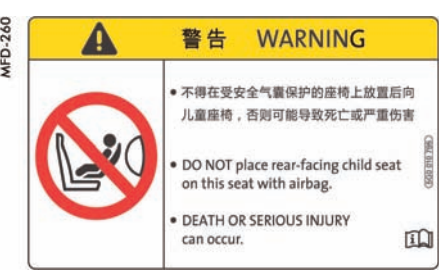 MFD-260
警告 WARNING
• 不得在受安全气囊保护的座椅上放置后向
儿童座椅，否则可能导致死亡或严重伤害
• DO NOT place rear-facing child seat
on this seat with airbag.
• DEATH OR SERIOUS INJURY
can occur.